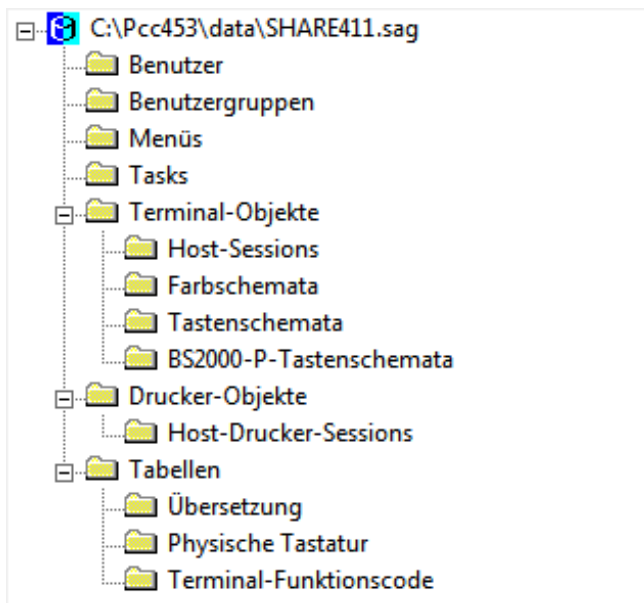 C:\Pcc453\data\SHARE411.sag
Benutzer
Benutzergruppen
Menüs
Tasks
Terminal-Objekte
Host-Sessions
Farbschemata
Tastenschemata
BS2000-P-Tastenschemata
Drucker-Objekte
Host-Drucker-Sessions
Tabellen
Übersetzung
Physische Tastatur
Terminal-Funktionscode